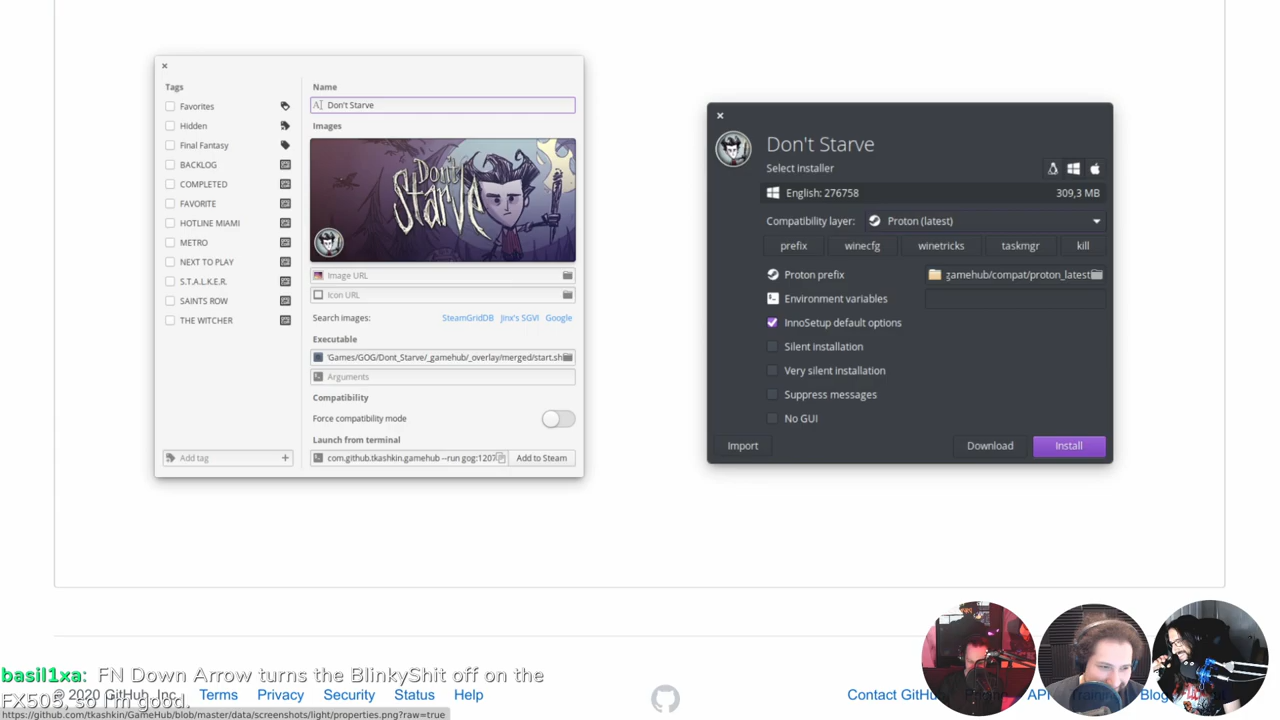 Tags
Favorites
Hidden
Final Fantasy
BACKLOG
COMPLETED
FAVORITE
HOTLINE MIAMI
METRO
NEXT TO PLAY
S.T.A.L.K.E.R.
SAINTS ROW
THE WITCHER
Add tag
Name
Don't Starve
Images
Don't
Starve
Image URL
Icon URL
Search images: SteamGridDB Jinx's SGVI Google
Executable
'Games/GOG/Dont_Starve/_gamehub/_overlay/merged/start.sh
Arguments
Compatibility
Force compatibility mode
Launch from terminal
com.github.tkashkin.gamehub --run gog:1207 Add to Steam
Don't Starve
Select installer
English: 276758 309,3 MB
Compatibility layer: Proton (latest)
prefix winecfg winetricks taskmgr kill
Proton prefix gamehub/compat/proton_latest
Environment variables
InnoSetup default options
Silent installation
Very silent installation
Suppress messages
No GUI
Import Download Install
basil1xa: FN Down Arrow turns the BlinkyShit off on the
FX505, so I'm good.
© 2020 GitHub, Inc. Terms Privacy Security Status Help Contact GitHu API Training Blog
https://github.com/tkashkin/GameHub/blob/master/data/screenshots/light/properties.png?raw=true